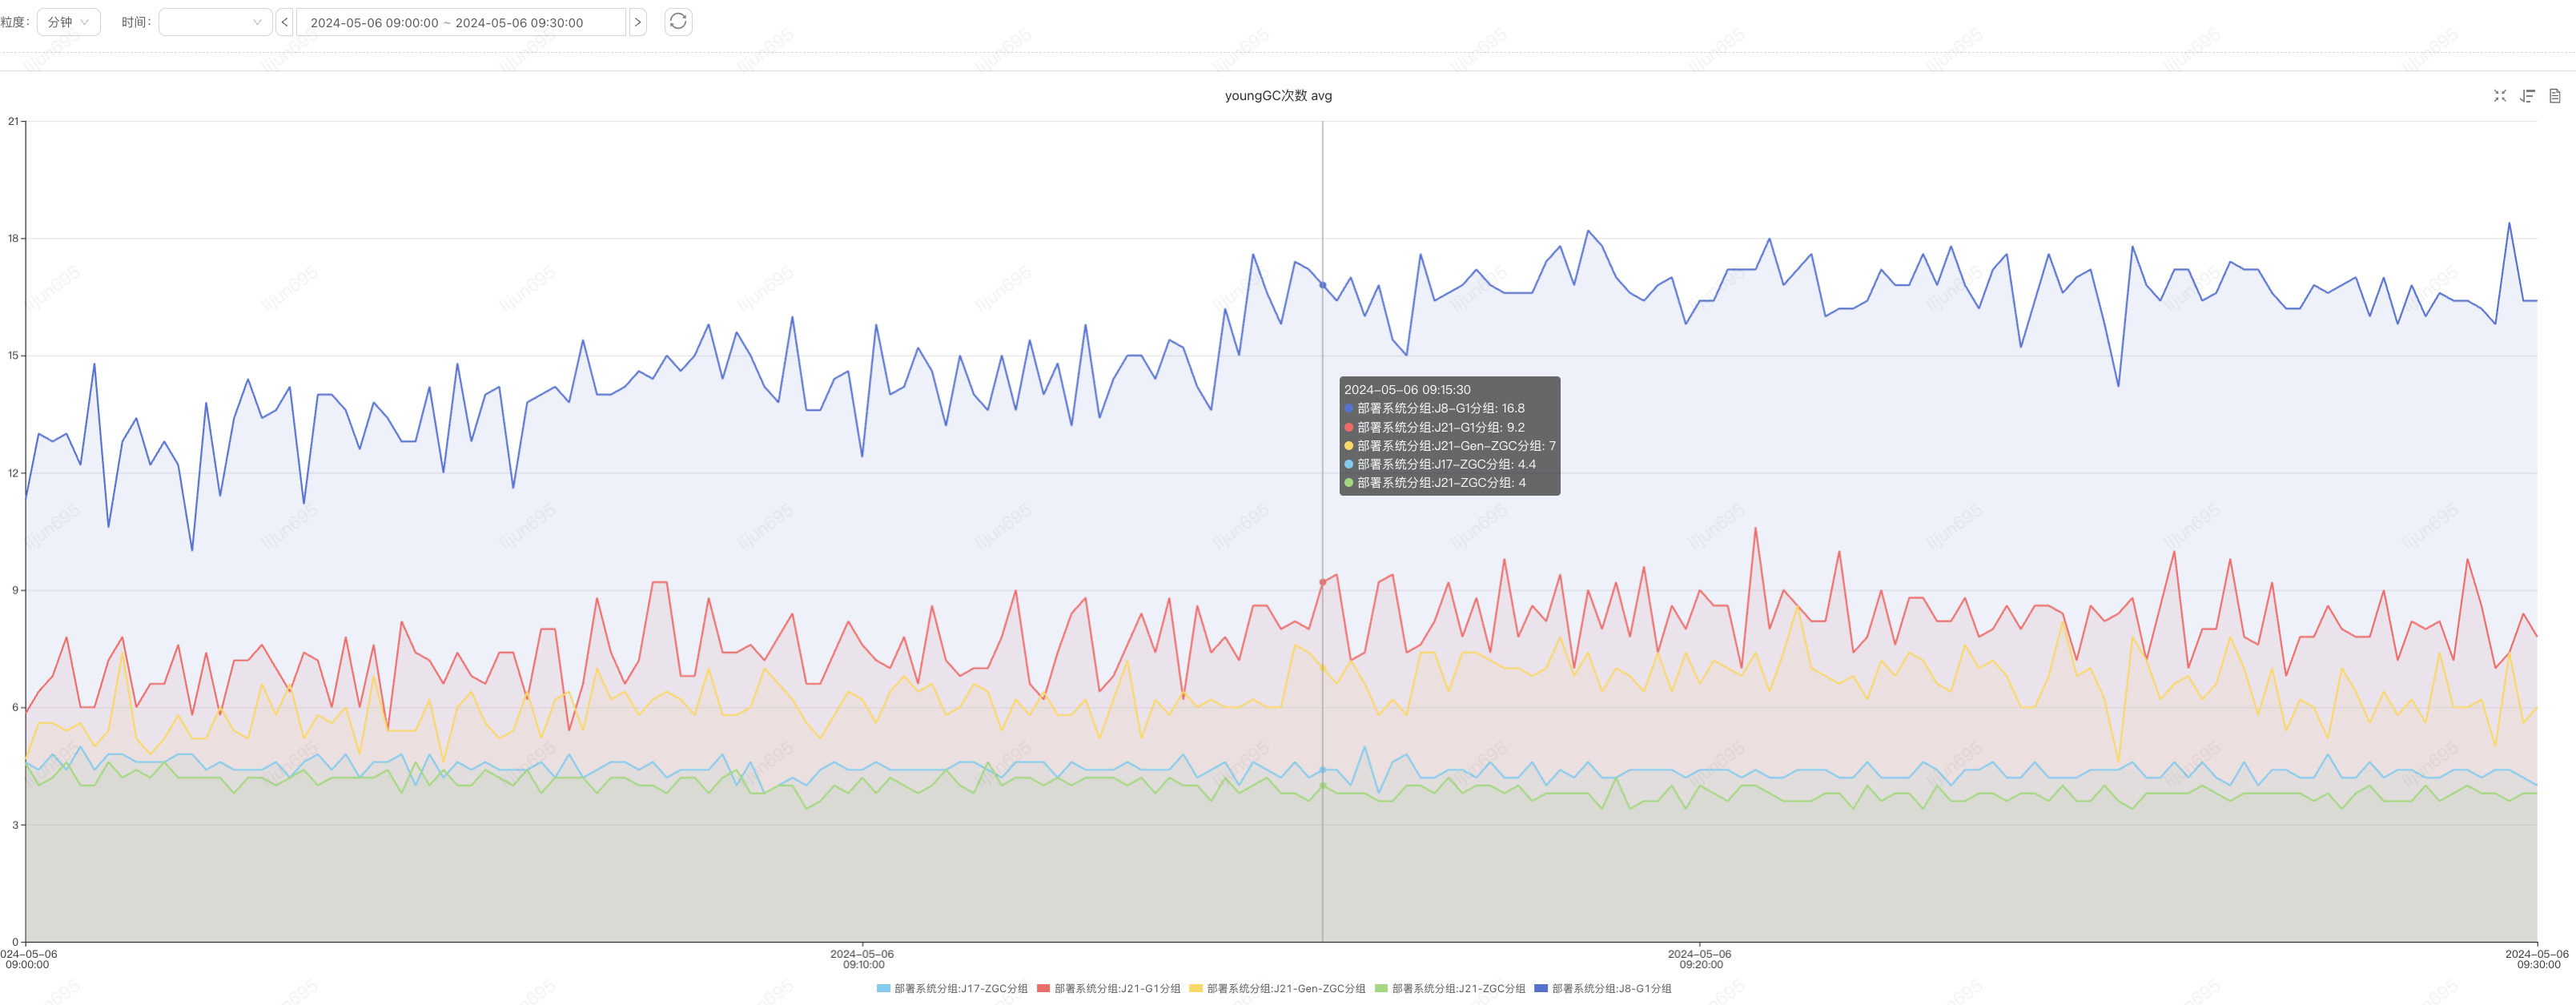 粒度： 分钟 时间： < 2024-05-06 09:00:00 ~ 2024-05-06 09:30:00 >
youngGC次数 avg
21
18
15
12
9
6
3
0
2024-05-06 09:15:30
部署系统分组:J8-G1分组: 16.8
部署系统分组:J21-G1分组: 9.2
部署系统分组:J21-Gen-ZGC分组: 7
部署系统分组:J17-ZGC分组: 4.4
部署系统分组:J21-ZGC分组: 4
024-05-06 2024-05-06 2024-05-06 2024-05-06
09:00:00 09:10:00 09:20:00 09:30:00
部署系统分组:J17-ZGC分组 部署系统分组:J21-G1分组 部署系统分组:J21-Gen-ZGC分组 部署系统分组:J21-ZGC分组 部署系统分组:J8-G1分组
lijun695